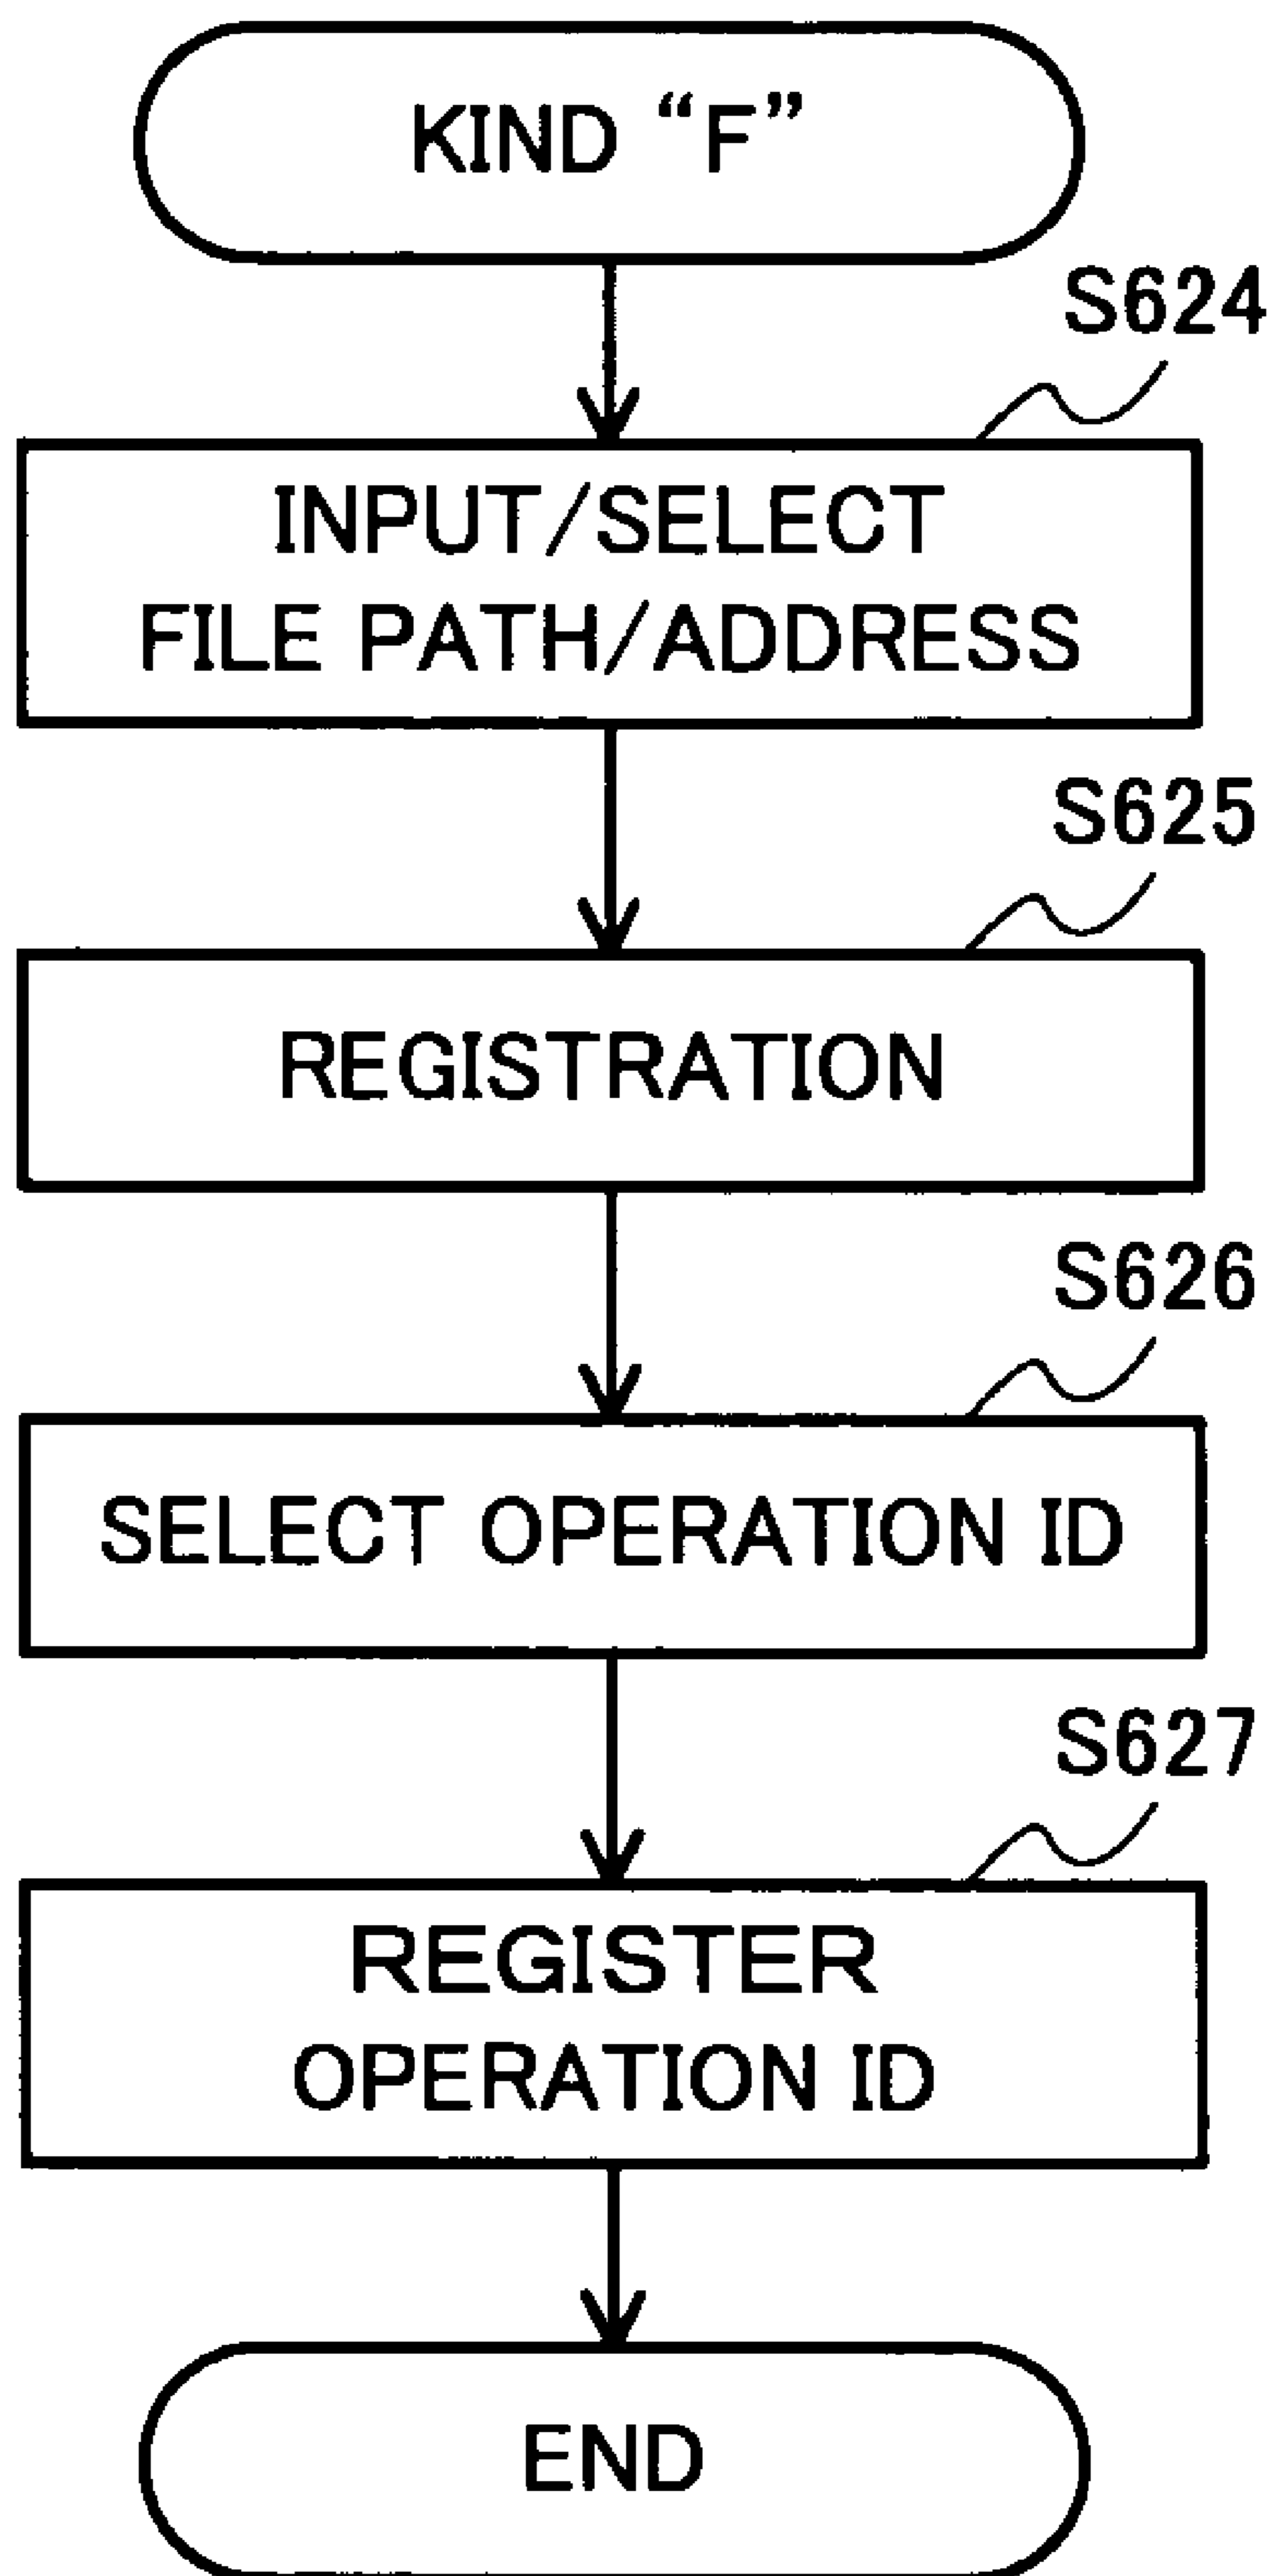 KIND “F”
S624
INPUT/SELECT
FILE PATH/ADDRESS
S625
REGISTRATION
S626
SELECT OPERATION ID
S627
REGISTER
OPERATION ID
END